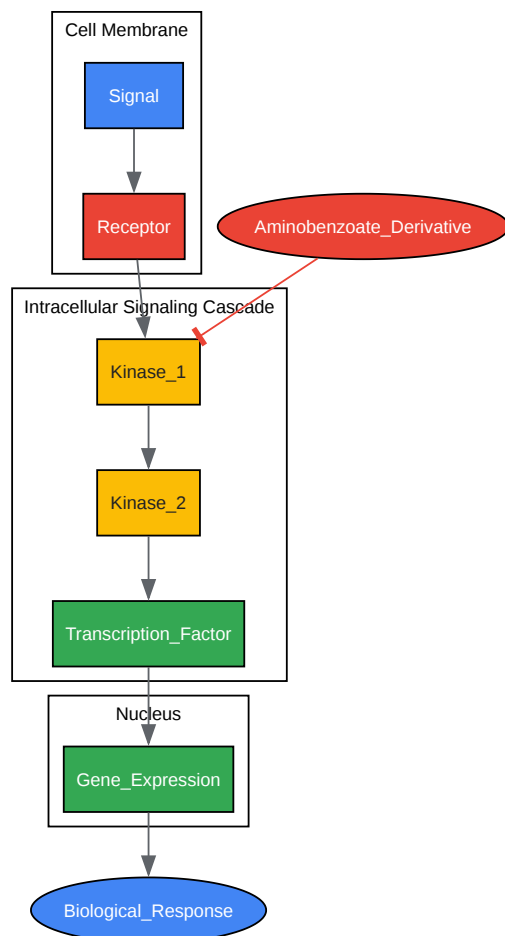 Cell Membrane
Signal
Receptor
Aminobenzoate_Derivative
Intracellular Signaling Cascade
Kinase_1
Kinase_2
Transcription_Factor
Nucleus
Gene_Expression
Biological_Response